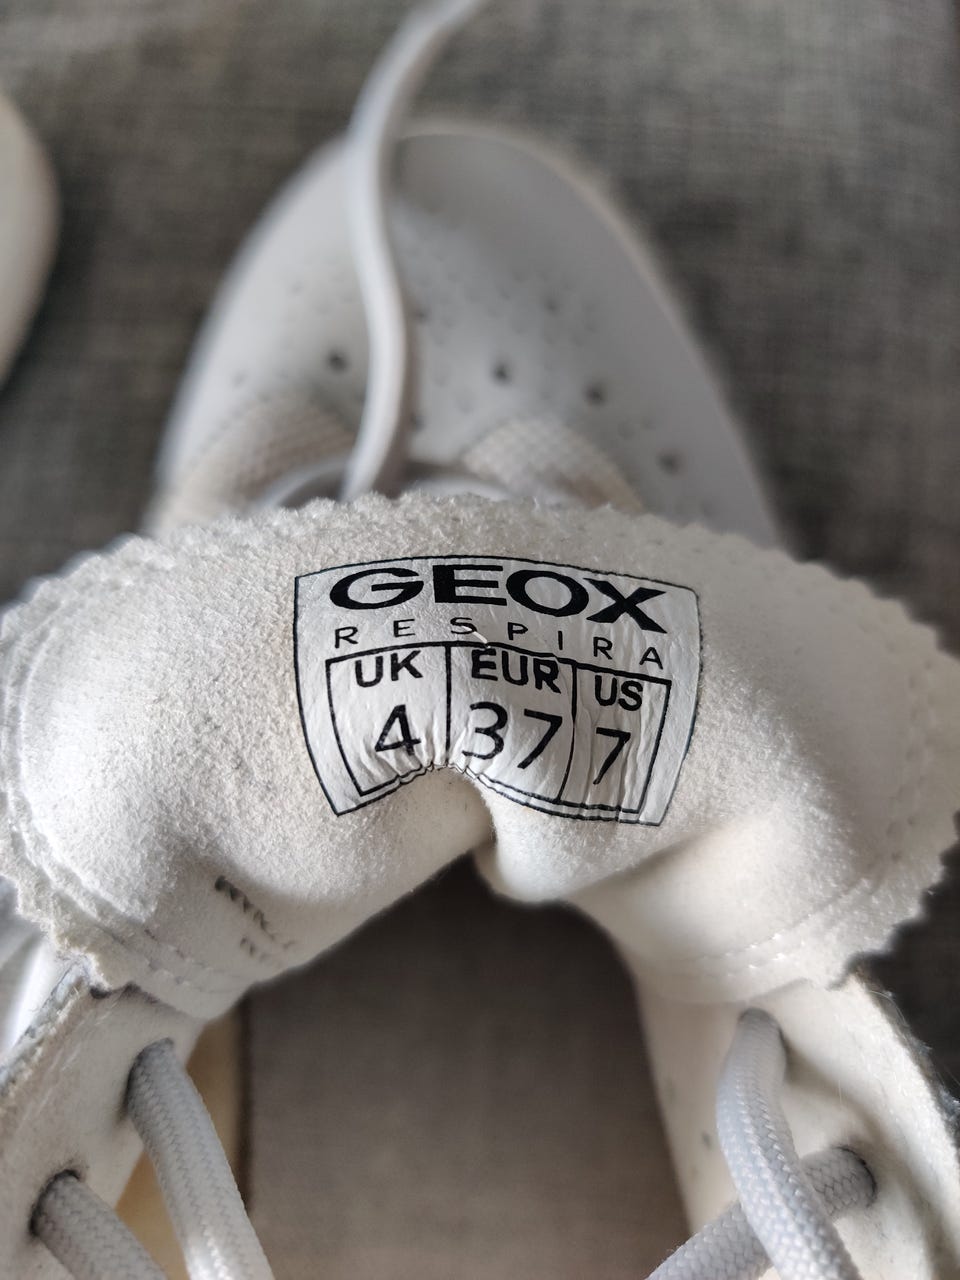 GEOX
RESPIRA
UK EUR US
4 37 7